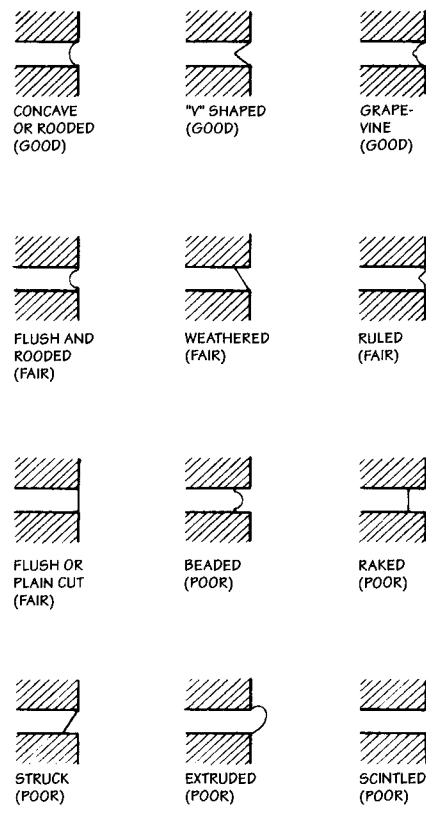 CONCAVE
OR ROODED
(GOOD)
"V" SHAPED
(GOOD)
GRAPE-
VINE
(GOOD)
FLUSH AND
ROODED
(FAIR)
WEATHERED
(FAIR)
RULED
(FAIR)
FLUSH OR
PLAIN CUT
(FAIR)
BEADED
(POOR)
RAKED
(POOR)
STRUCK
(POOR)
EXTRUDED
(POOR)
SCINTLED
(POOR)